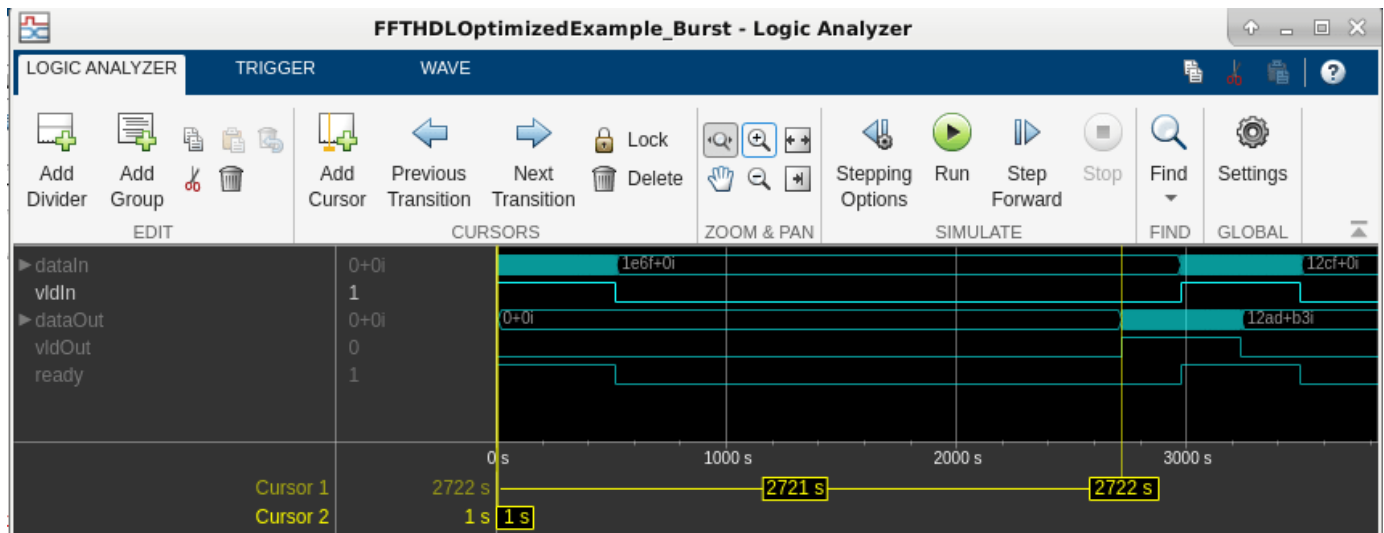 FFTHDLOptimizedExample_Burst - Logic Analyzer
LOGIC ANALYZER TRIGGER WAVE
Add Divider
Add Group
Add Cursor
Previous Transition
Next Transition
Lock
Delete
Stepping Options
Run
Step Forward
Stop
Find
Settings
EDIT CURSORS ZOOM & PAN SIMULATE FIND GLOBAL
dataIn 0+0i 1e6f+0i 12cf+0i
vldIn 1
dataOut 0+0i 0+0i 12ad+b3i
vldOut 0
ready 1
0 s 1000 s 2000 s 3000 s
Cursor 1 2722 s 2721 s 2722 s
Cursor 2 1 s 1 s